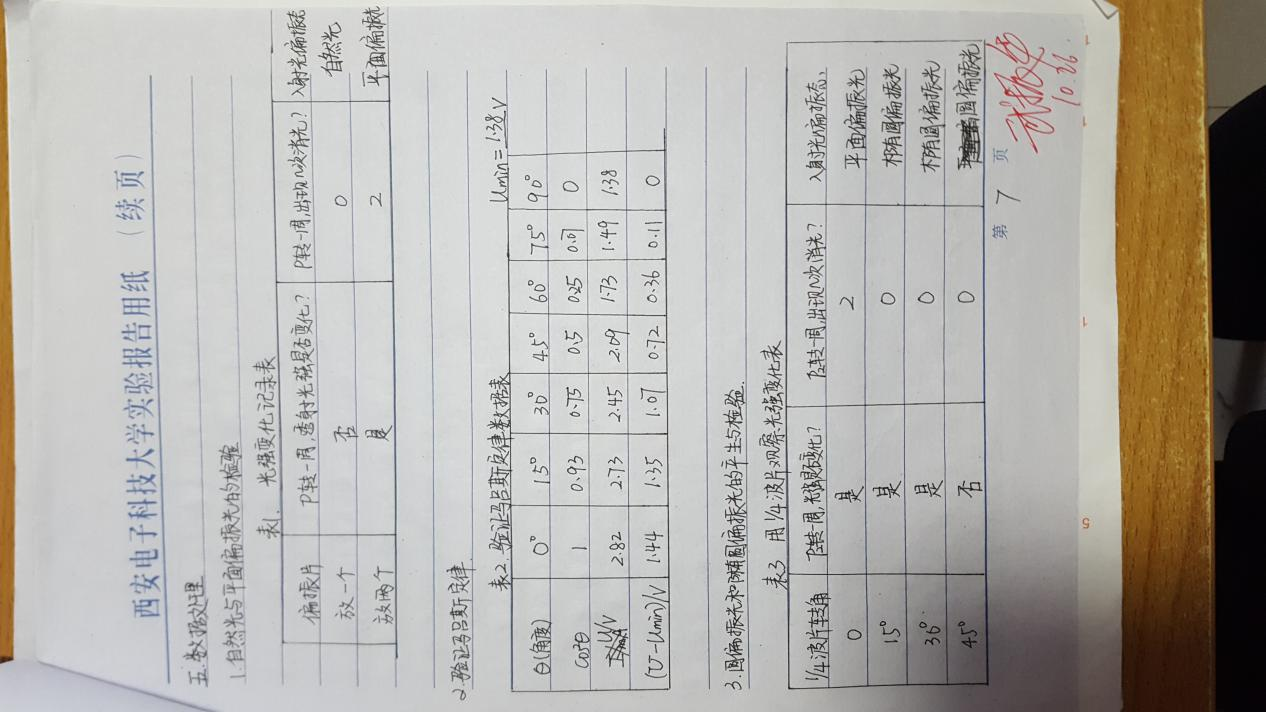 西安电子科技大学实验报告用纸 (续页)
五.数据处理
1.自然光与平面偏振光的检验
表1. 光强变化记录表
偏振片 P转一周,透射光强是否变化? P转一周,出现几次消光? 入射光偏振态
放一个 否 0 自然光
放两个 是 2 平面偏振光
2.验证马吕斯定律
表2.验证马吕斯定律数据表 Umin=1.38V
θ(角度) 0° 15° 30° 45° 60° 75° 90°
cos²θ 1 0.93 0.75 0.5 0.25 0.07 0
U/V 2.82 2.73 2.45 2.09 1.73 1.49 1.38
(U-Umin)/V 1.44 1.35 1.07 0.72 0.36 0.11 0
3.圆偏振光和椭圆偏振光的产生与检验.
表3 用1/4波片观察光强变化表
1/4波片转角 P2转一周,光强是否变化? P2转一周,出现几次消光? 入射光偏振态
0 是 2 平面偏振光
15° 是 0 椭圆偏振光
30° 是 0 椭圆偏振光
45° 否 0 圆偏振光
第 7 页
10.26